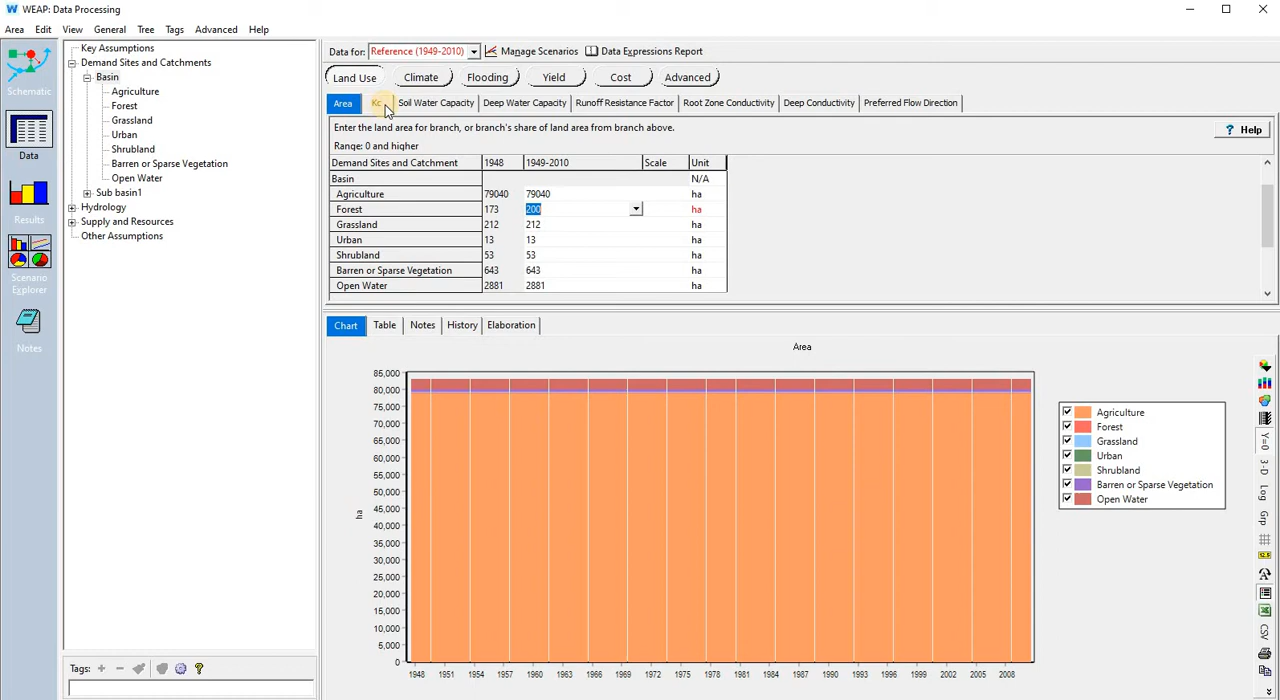 WEAP: Data Processing
Area Edit View General Tree Tags Advanced Help
Schematic
Data
Results
Scenario
Explorer
Notes
Key Assumptions
Demand Sites and Catchments
Basin
Agriculture
Forest
Grassland
Urban
Shrubland
Barren or Sparse Vegetation
Open Water
Sub basin1
Hydrology
Supply and Resources
Other Assumptions
Tags:
Data for: Reference (1949-2010) Manage Scenarios Data Expressions Report
Land Use Climate Flooding Yield Cost Advanced
Area Kc Soil Water Capacity Deep Water Capacity Runoff Resistance Factor Root Zone Conductivity Deep Conductivity Preferred Flow Direction
Enter the land area for branch, or branch's share of land area from branch above.
Range: 0 and higher
? Help
Demand Sites and Catchment 1948 1949-2010 Scale Unit
Basin N/A
Agriculture 79040 79040 ha
Forest 173 200 ha
Grassland 212 212 ha
Urban 13 13 ha
Shrubland 53 53 ha
Barren or Sparse Vegetation 643 643 ha
Open Water 2881 2881 ha
Chart Table Notes History Elaboration
Area
85,000
80,000
75,000
70,000
65,000
60,000
55,000
50,000
45,000
40,000
35,000
30,000
25,000
20,000
15,000
10,000
5,000
0
ha
1948 1951 1954 1957 1960 1963 1966 1969 1972 1975 1978 1981 1984 1987 1990 1993 1996 1999 2002 2005 2008
Agriculture
Forest
Grassland
Urban
Shrubland
Barren or Sparse Vegetation
Open Water
Y=0
3-D
Log
Grp
12.5
CSV